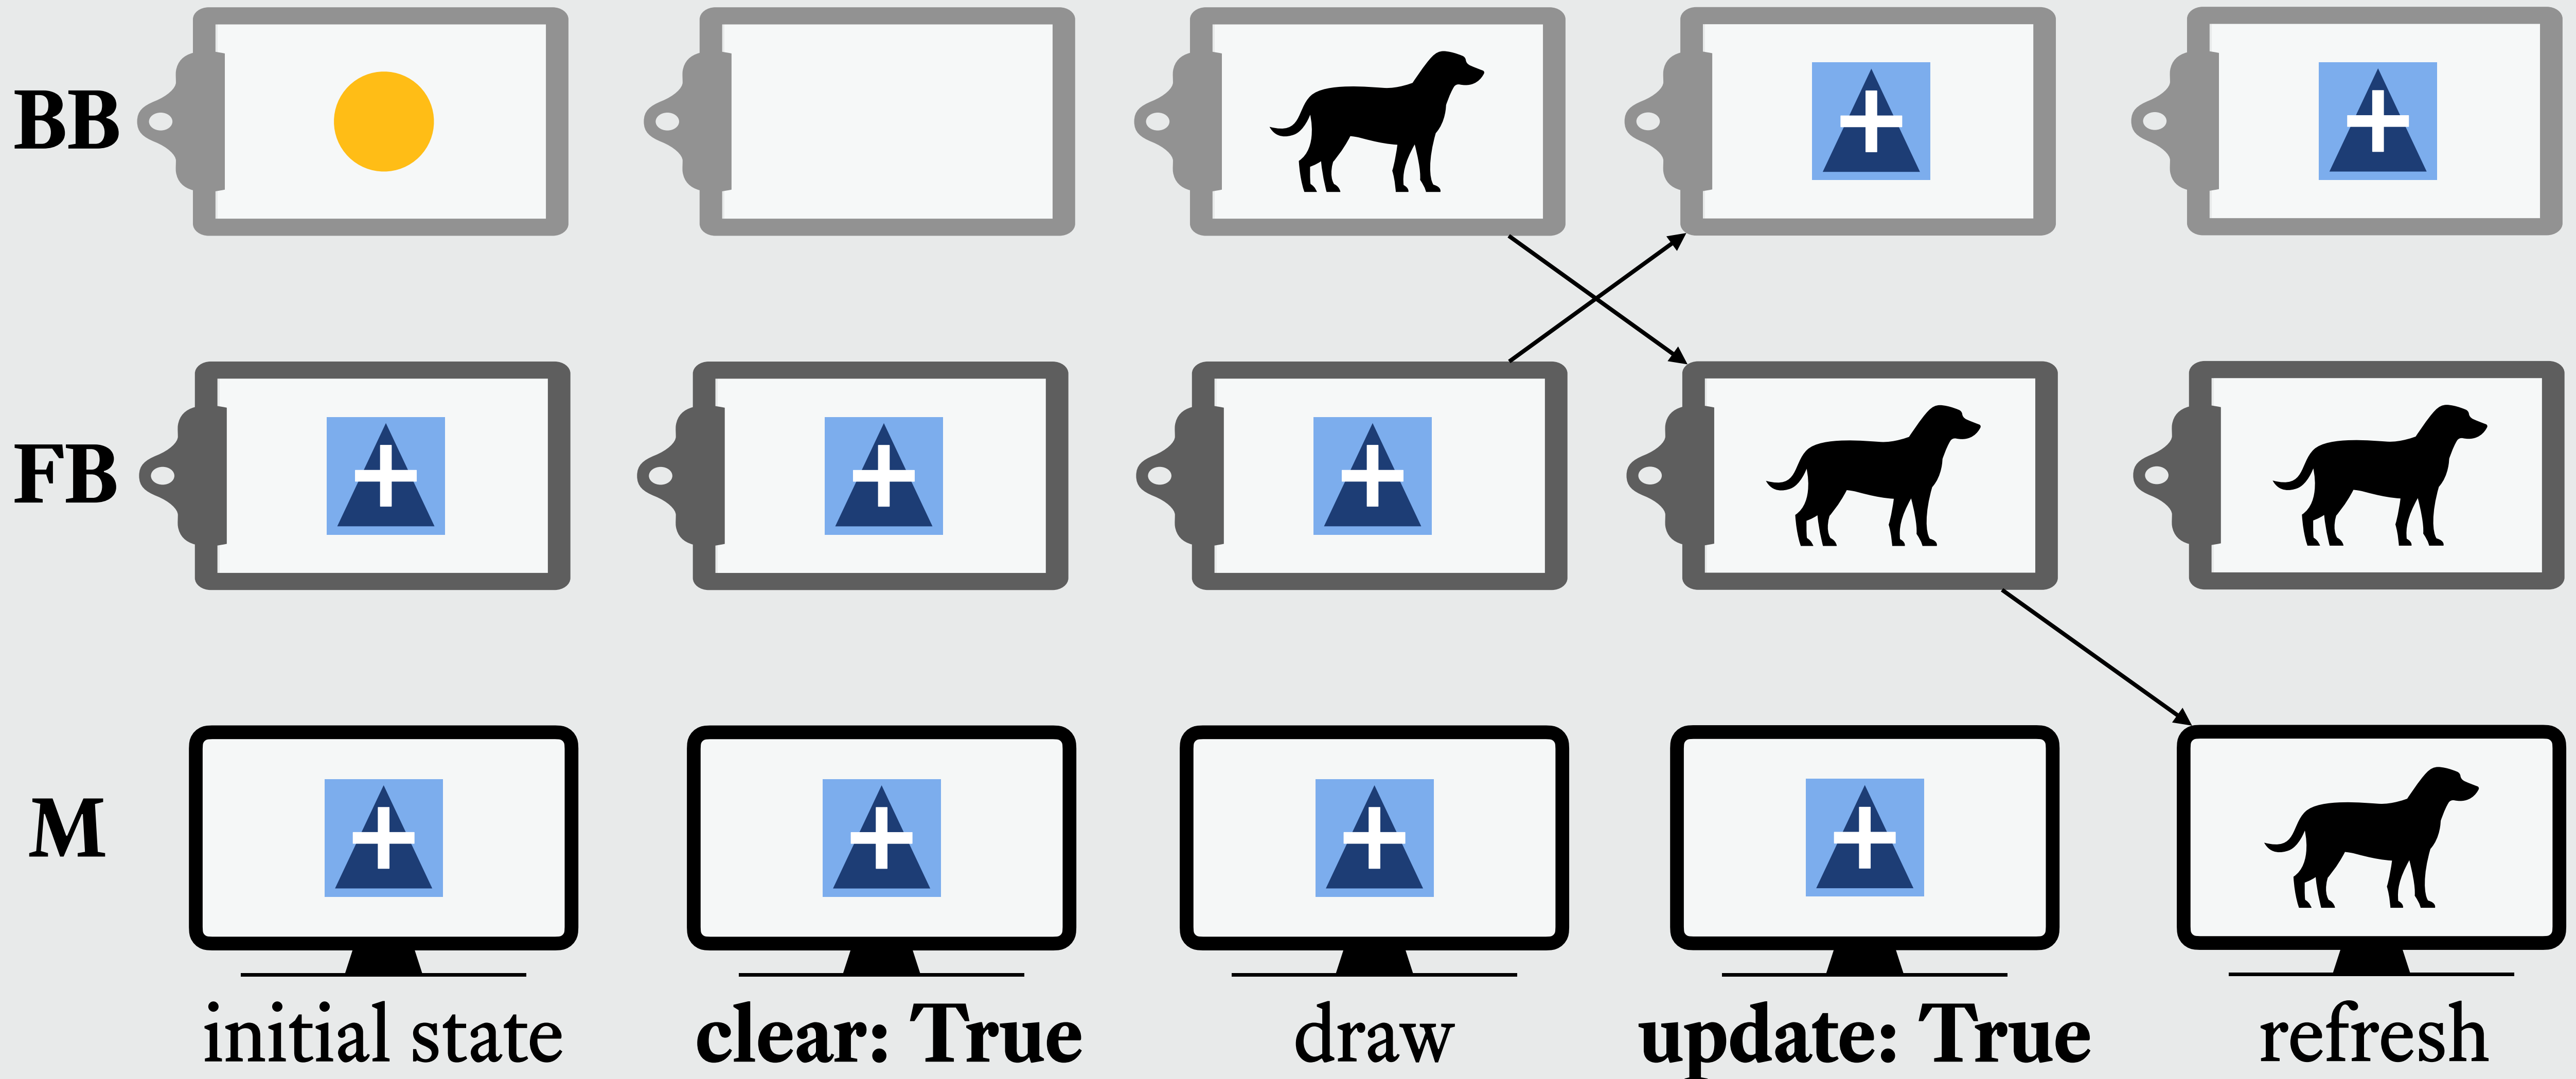 BB
FB
M
initial state
clear: True
draw
update: True
refresh